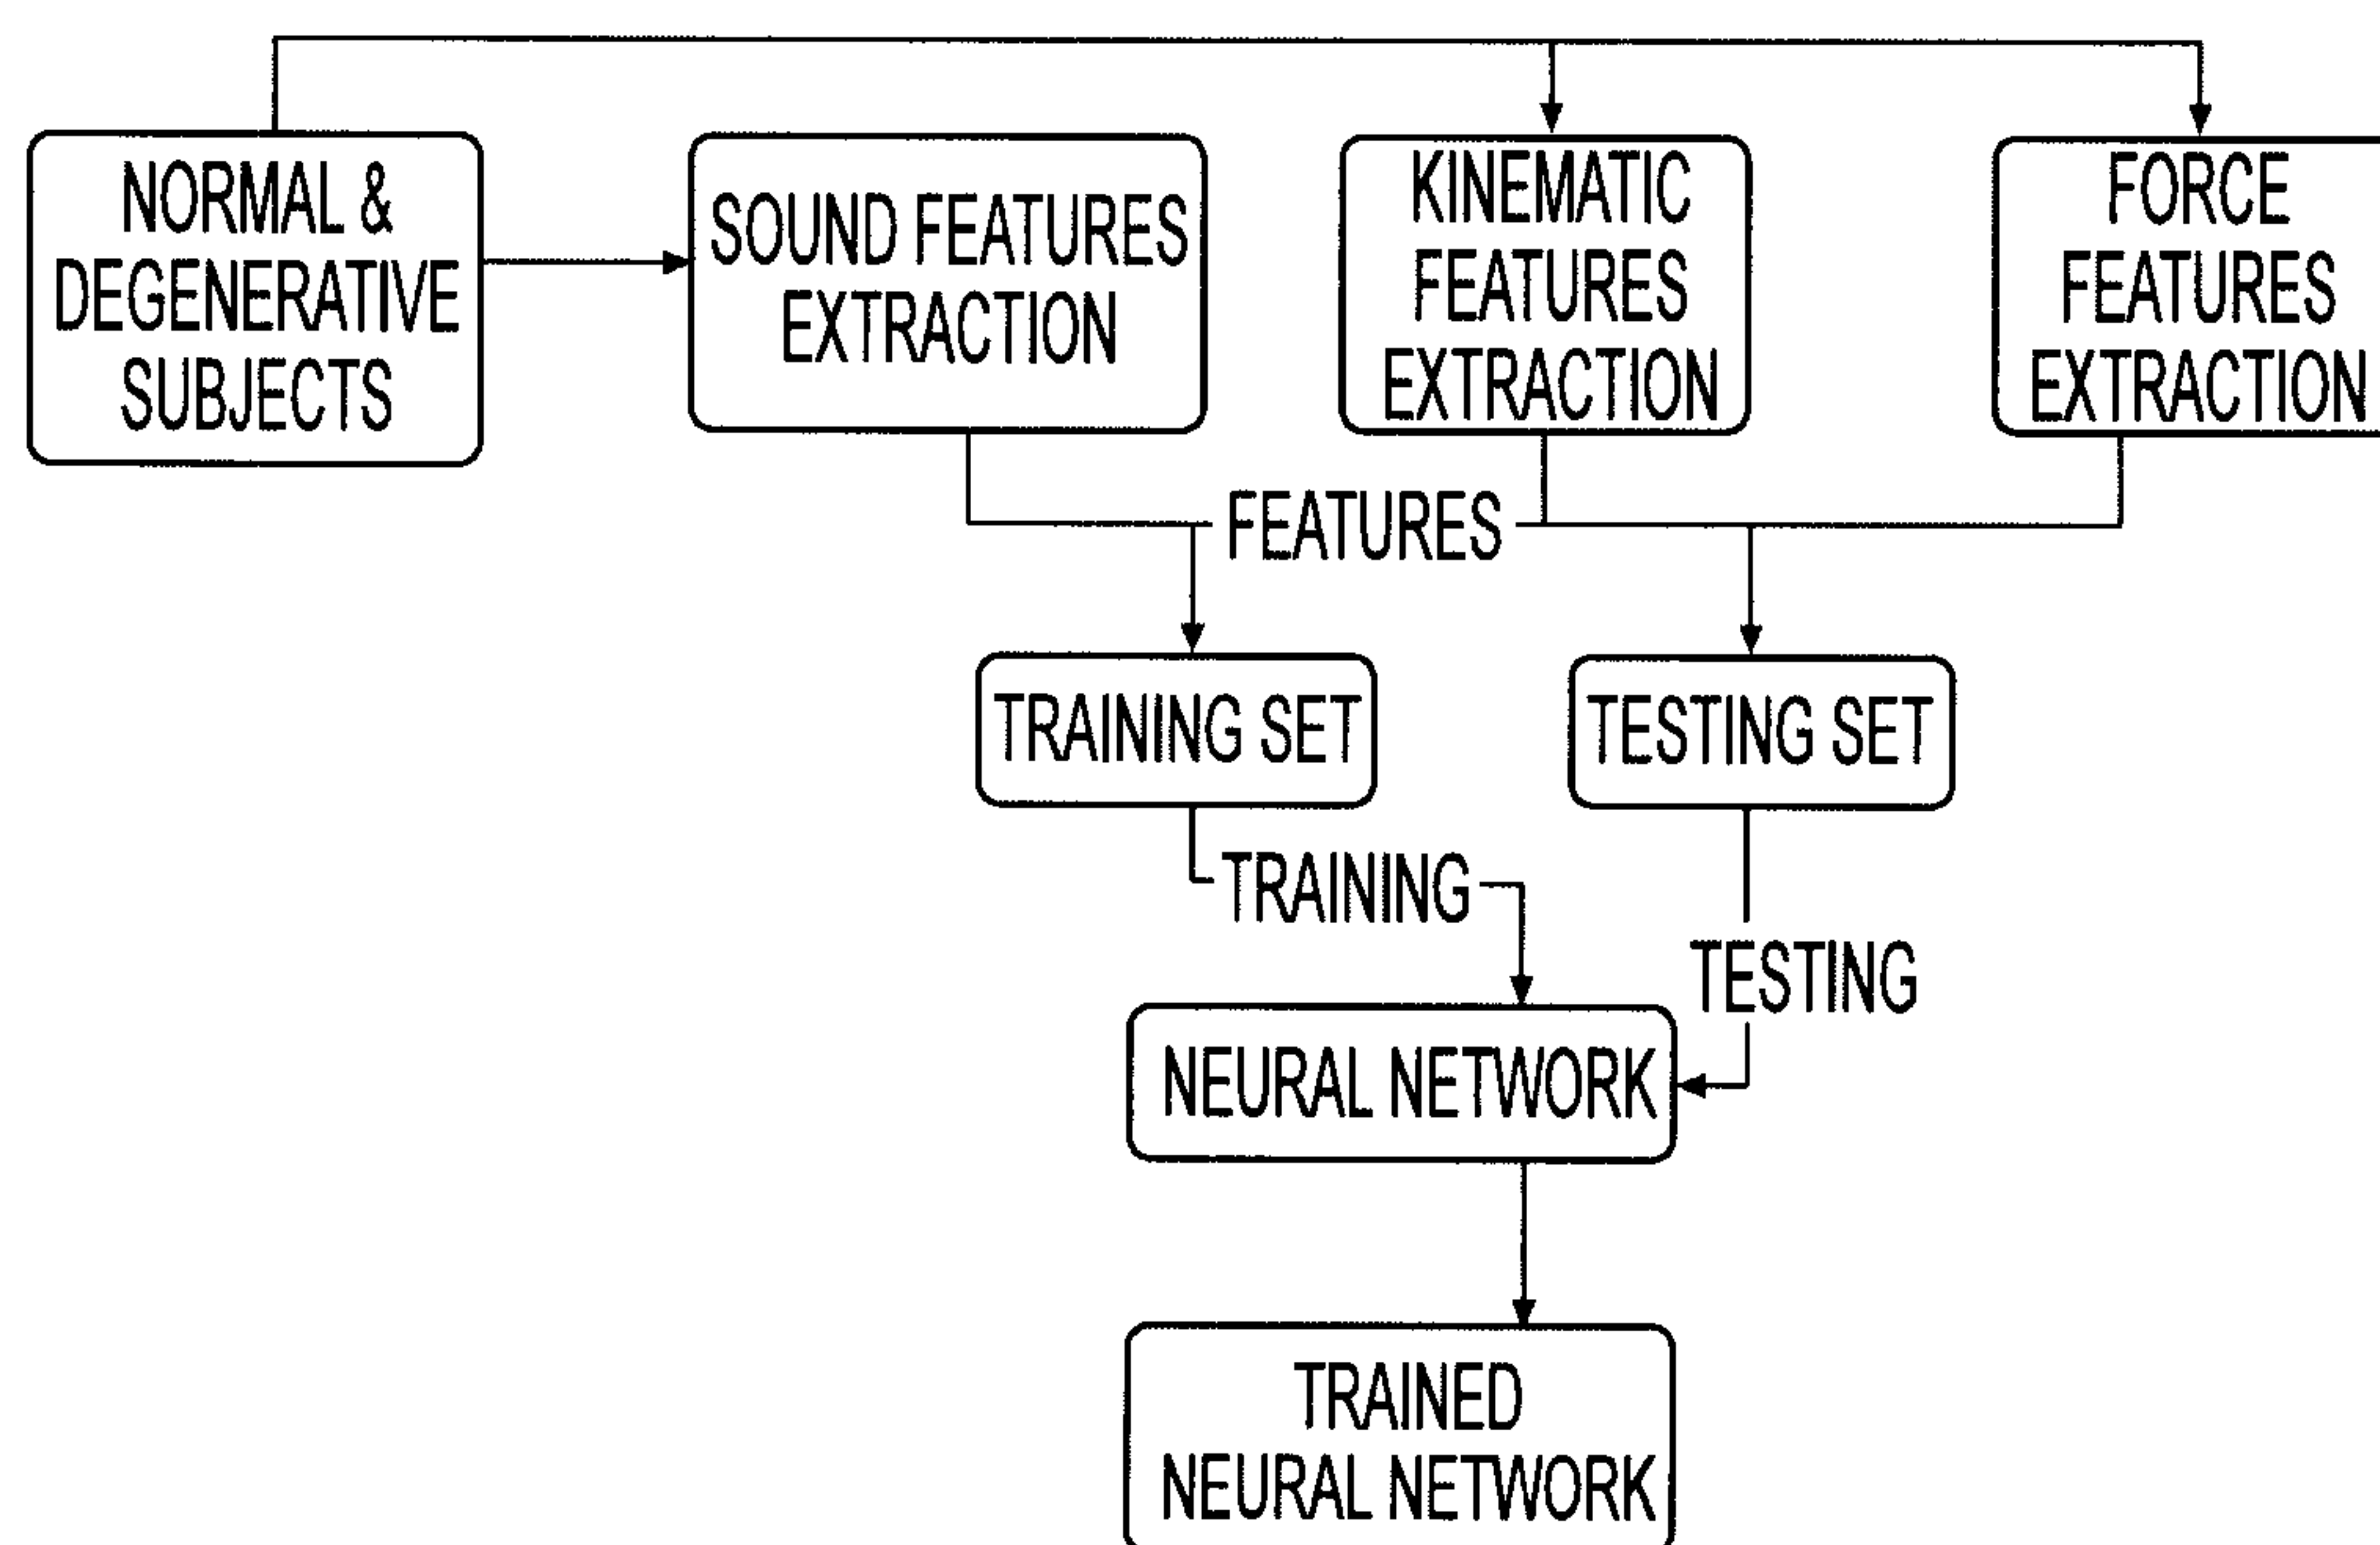 NORMAL &
DEGENERATIVE
SUBJECTS
SOUND FEATURES
EXTRACTION
KINEMATIC
FEATURES
EXTRACTION
FORCE
FEATURES
EXTRACTION
FEATURES
TRAINING SET
TESTING SET
TRAINING
TESTING
NEURAL NETWORK
TRAINED
NEURAL NETWORK